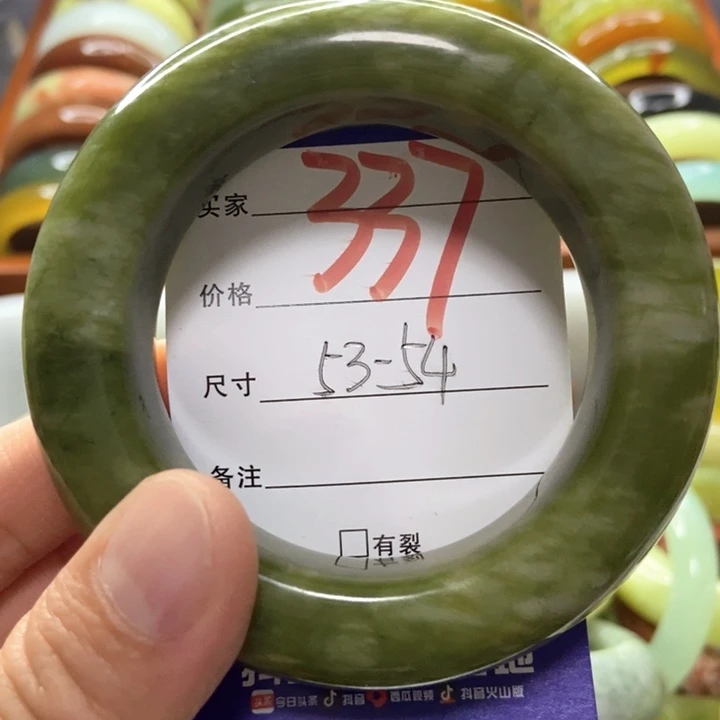 337
买家
价格
尺寸 53-54
备注
有裂
今日头条 抖音 西瓜视频 抖音火山版